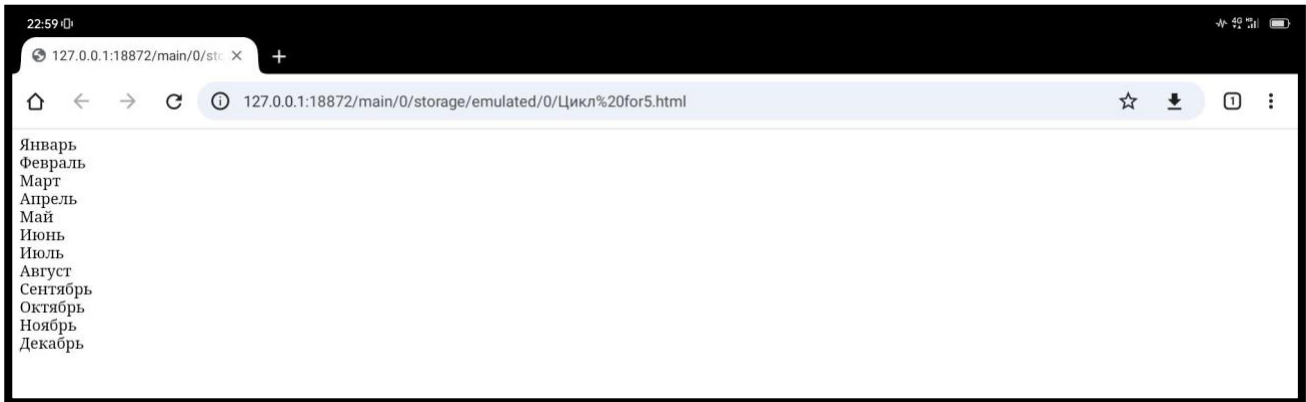 22:59
127.0.0.1:18872/main/0/sto
127.0.0.1:18872/main/0/storage/emulated/0/Цикл%20for5.html
1
Январь
Февраль
Март
Апрель
Май
Июнь
Июль
Август
Сентябрь
Октябрь
Ноябрь
Декабрь